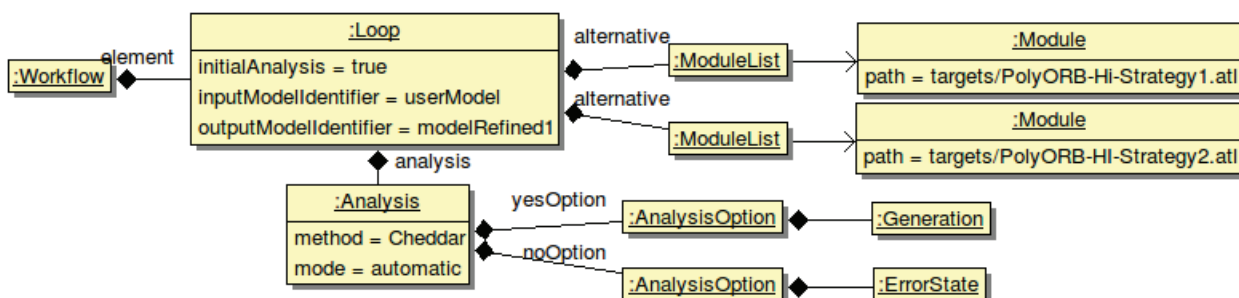 :Workflow
element
:Loop
initialAnalysis = true
inputModelIdentifier = userModel
outputModelIdentifier = modelRefined1
alternative
:ModuleList
:Module
path = targets/PolyORB-Hi-Strategy1.atl
alternative
:ModuleList
:Module
path = targets/PolyORB-HI-Strategy2.atl
analysis
:Analysis
method = Cheddar
mode = automatic
yesOption
:AnalysisOption
:Generation
noOption
:AnalysisOption
:ErrorState